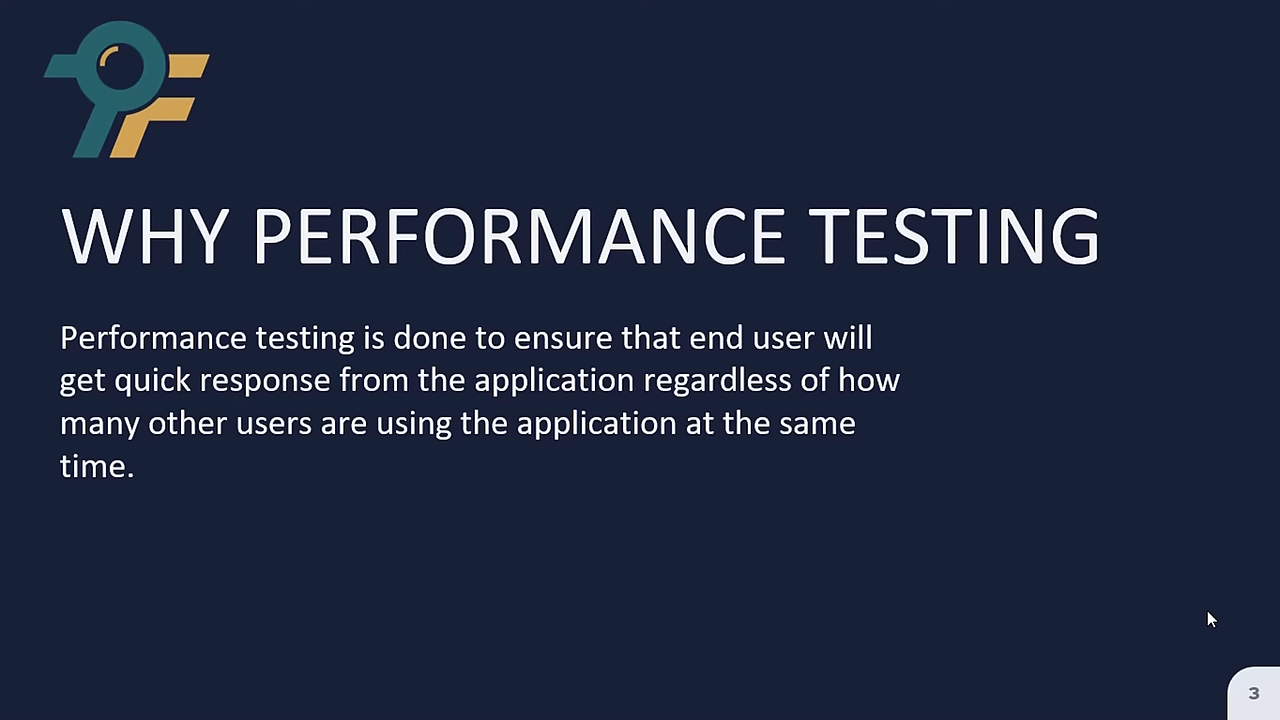 WHY PERFORMANCE TESTING
Performance testing is done to ensure that end user will
get quick response from the application regardless of how
many other users are using the application at the same
time.
3